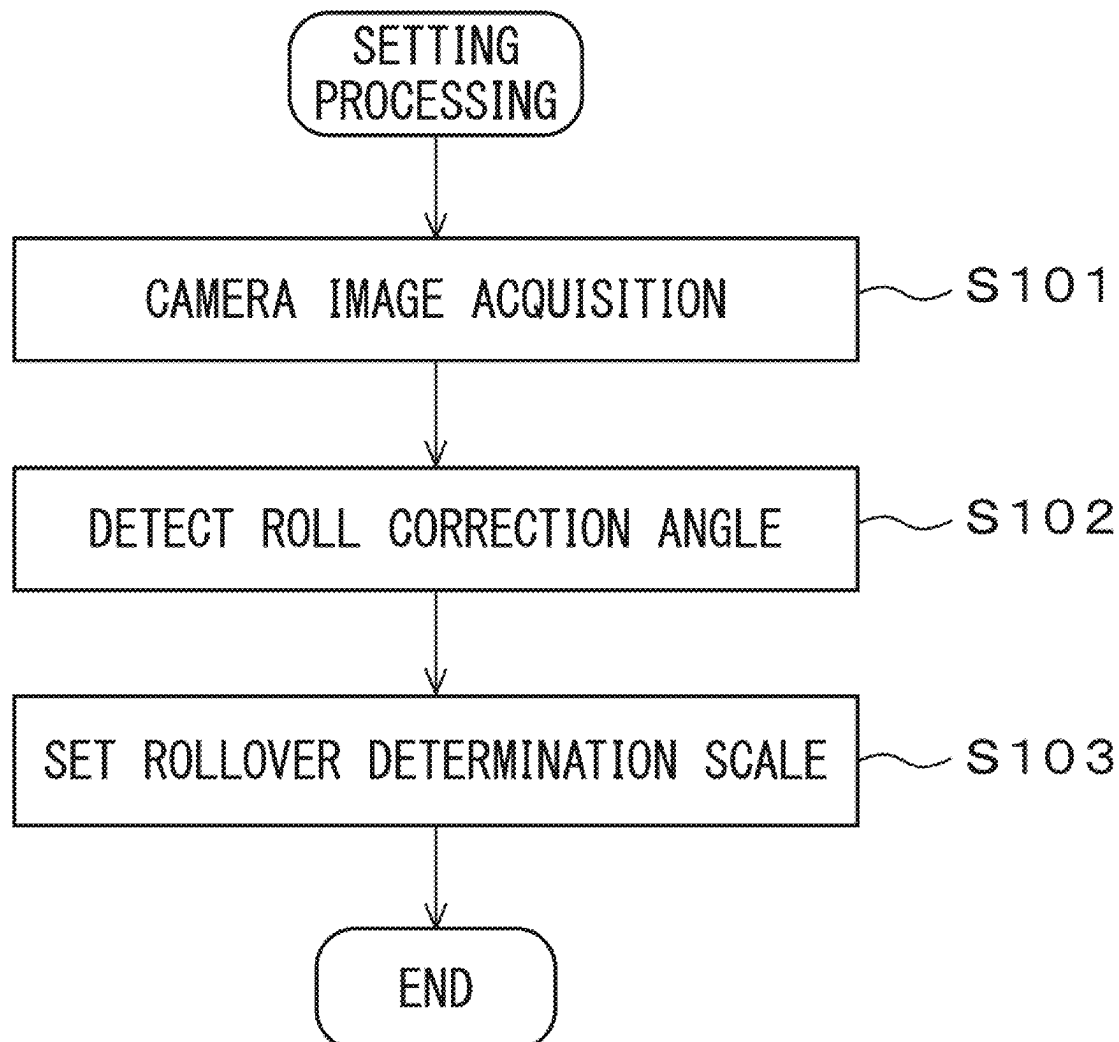 SETTING
PROCESSING
CAMERA IMAGE ACQUISITION
S101
DETECT ROLL CORRECTION ANGLE
S102
SET ROLLOVER DETERMINATION SCALE
S103
END